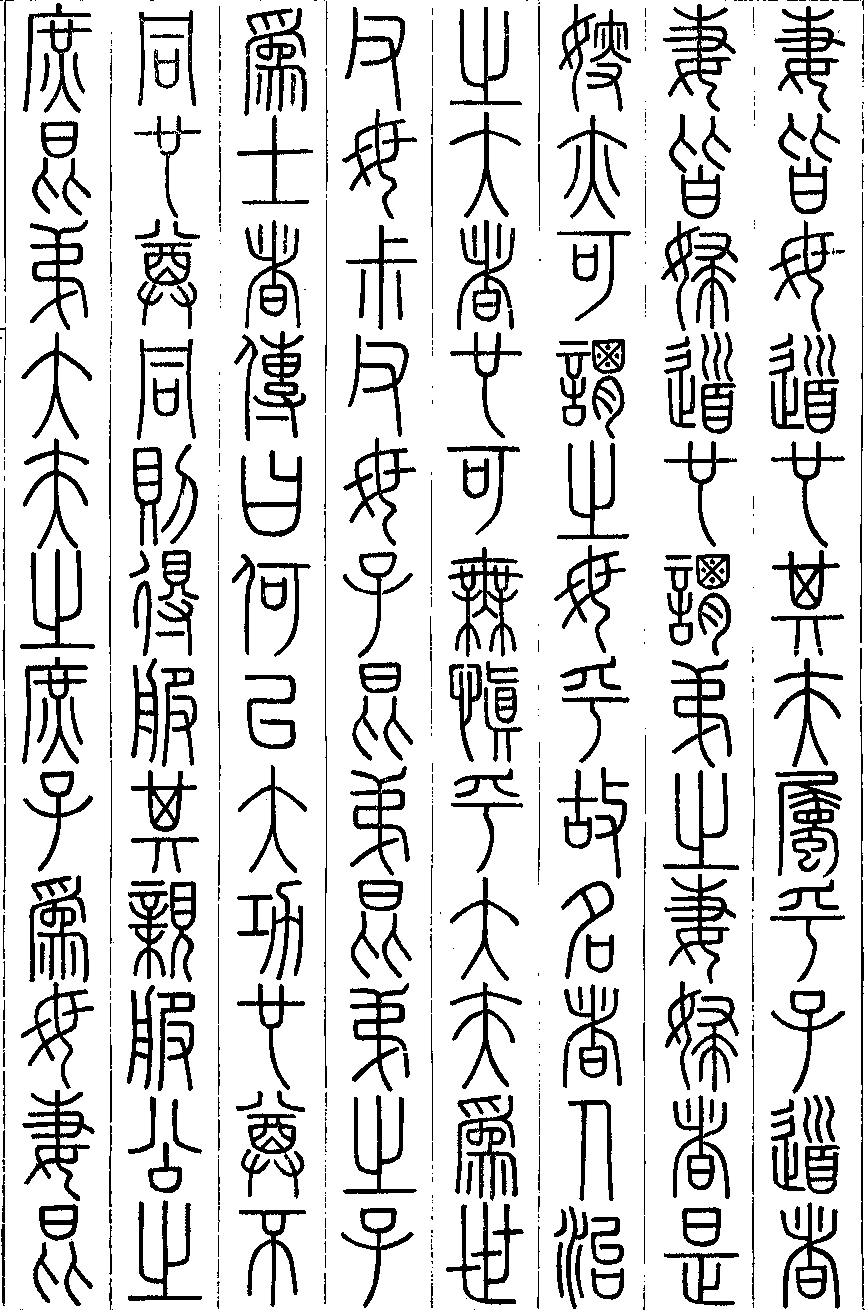 妻皆母道也其夫屬乎子道者
妻皆婦道也謂弟之妻婦者是
嫂亦可謂之母乎故名者人治
之大者也可無慎乎大夫為世
父母叔父母子昆弟昆弟之子
為士者傳曰何以大功也尊不
同也尊同則得服其親服公之
庶昆弟大夫之庶子為母妻昆